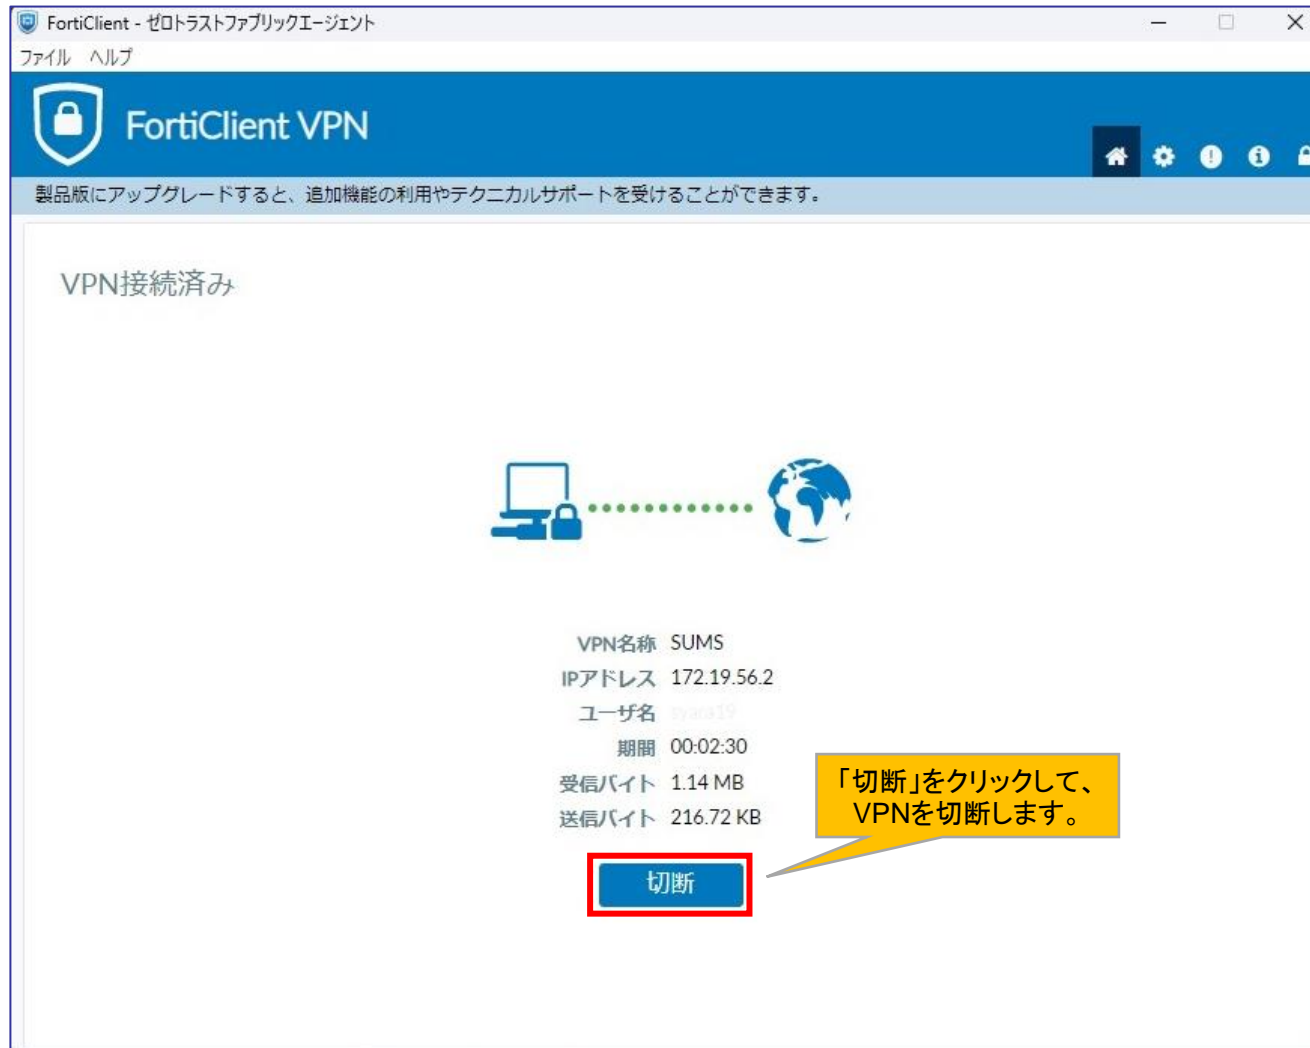 FortiClient - ゼロトラストファブリックエージェント
ファイル ヘルプ
FortiClient VPN
製品版にアップグレードすると、追加機能の利用やテクニカルサポートを受けることができます。
VPN接続済み
VPN名称 SUMS
IPアドレス 172.19.56.2
ユーザ名
期間 00:02:30
受信バイト 1.14 MB
送信バイト 216.72 KB
「切断」をクリックして、
VPNを切断します。
切断